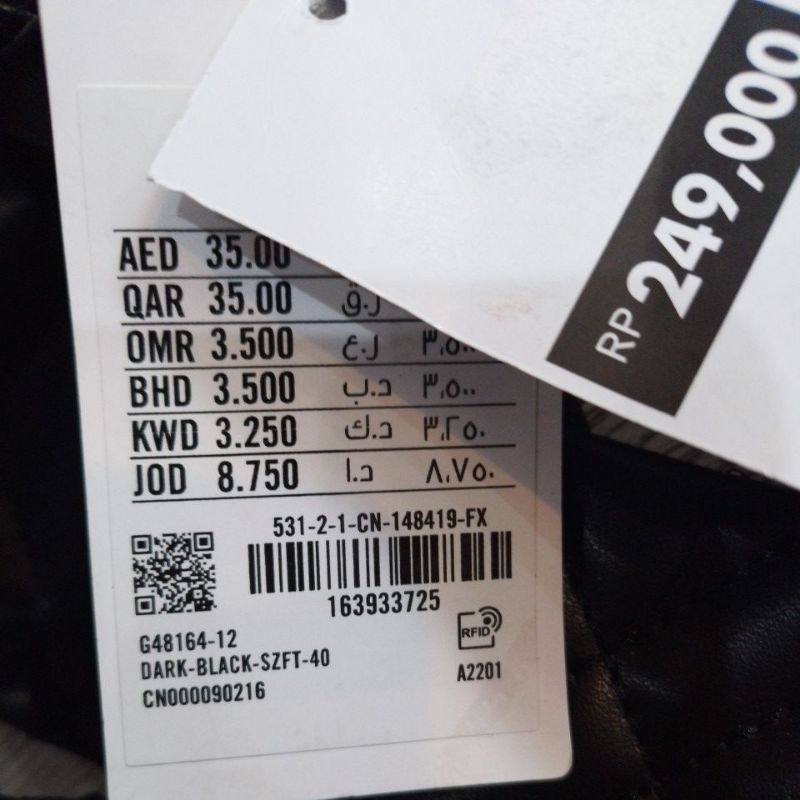 RP 249,000
AED 35.00
QAR 35.00 ر.ق
OMR 3.500 ر.ع
BHD 3.500 د.ب ٣,٥٠٠
KWD 3.250 د.ك ٣,٢٥٠
JOD 8.750 د.ا ٨,٧٥٠
531-2-1-CN-148419-FX
163933725
G48164-12
DARK-BLACK-SZFT-40
CN000090216
RFID
A2201